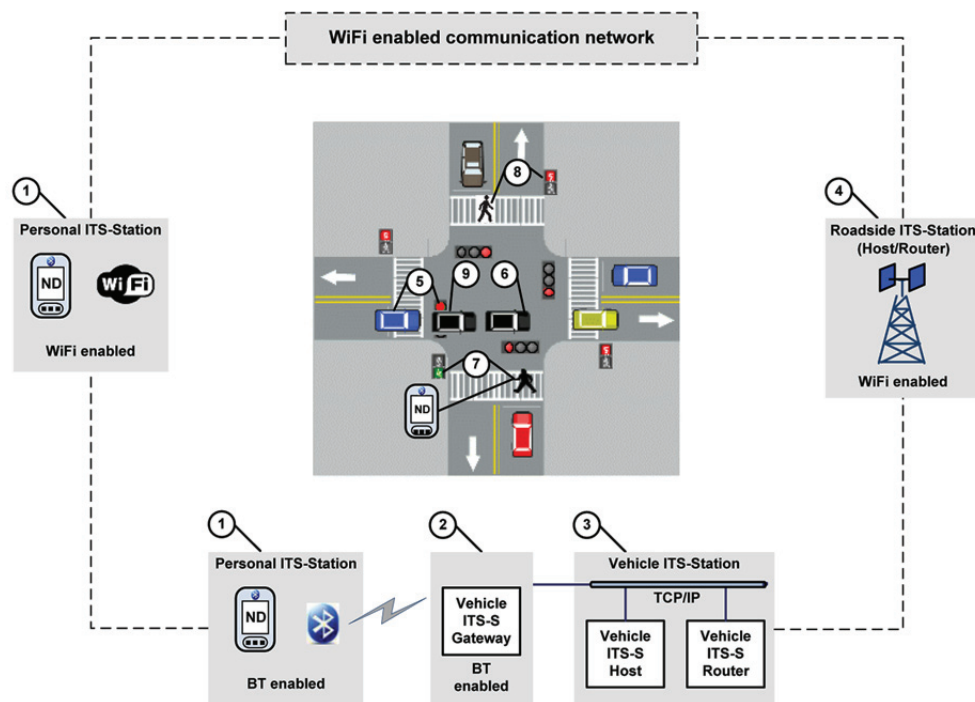 WiFi enabled communication network
1
Personal ITS-Station
ND
WiFi
WiFi enabled
8
5
9
6
7
ND
4
Roadside ITS-Station
(Host/Router)
WiFi enabled
1
Personal ITS-Station
ND
BT enabled
2
Vehicle
ITS-S
Gateway
BT
enabled
3
Vehicle ITS-Station
TCP/IP
Vehicle
ITS-S
Host
Vehicle
ITS-S
Router